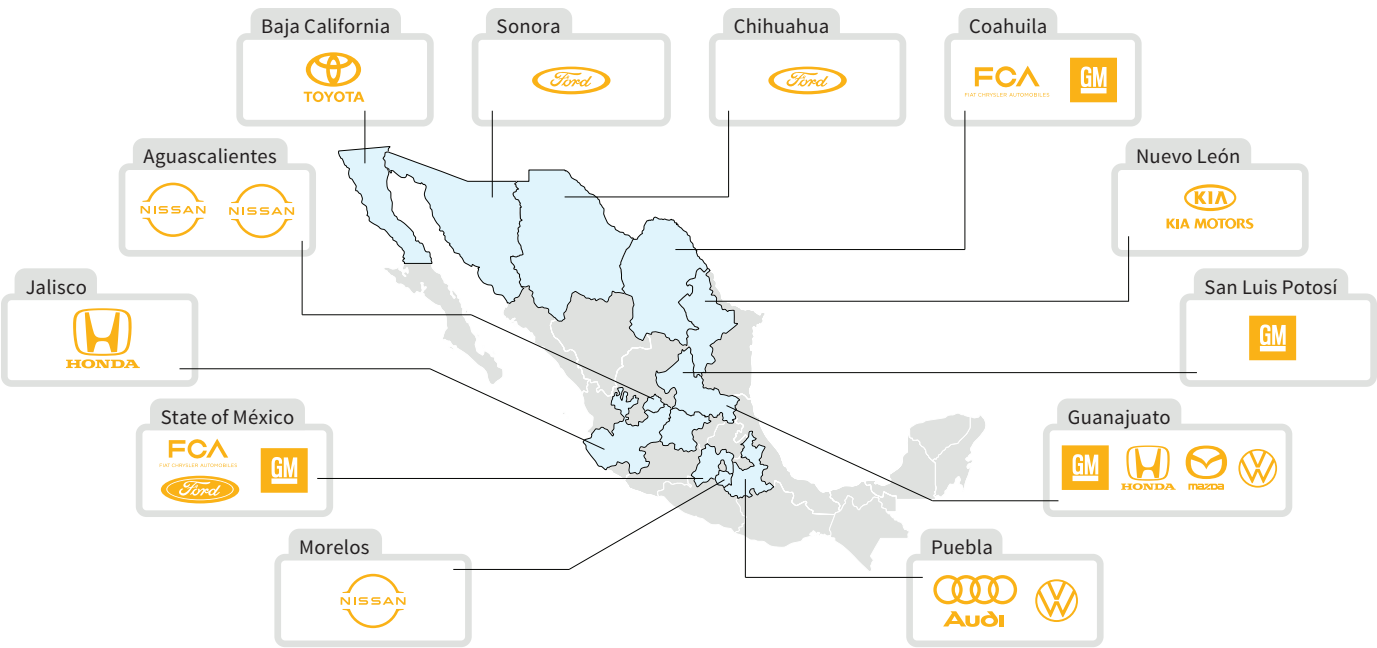 Baja California
TOYOTA
Sonora
Ford
Chihuahua
Ford
Coahuila
FCA
FIAT CHRYSLER AUTOMOBILES
GM
Aguascalientes
NISSAN
NISSAN
Nuevo León
KIA
KIA MOTORS
Jalisco
HONDA
San Luis Potosí
GM
State of México
FCA
FIAT CHRYSLER AUTOMOBILES
GM
Ford
Guanajuato
GM
HONDA
mazda
Morelos
NISSAN
Puebla
Audi